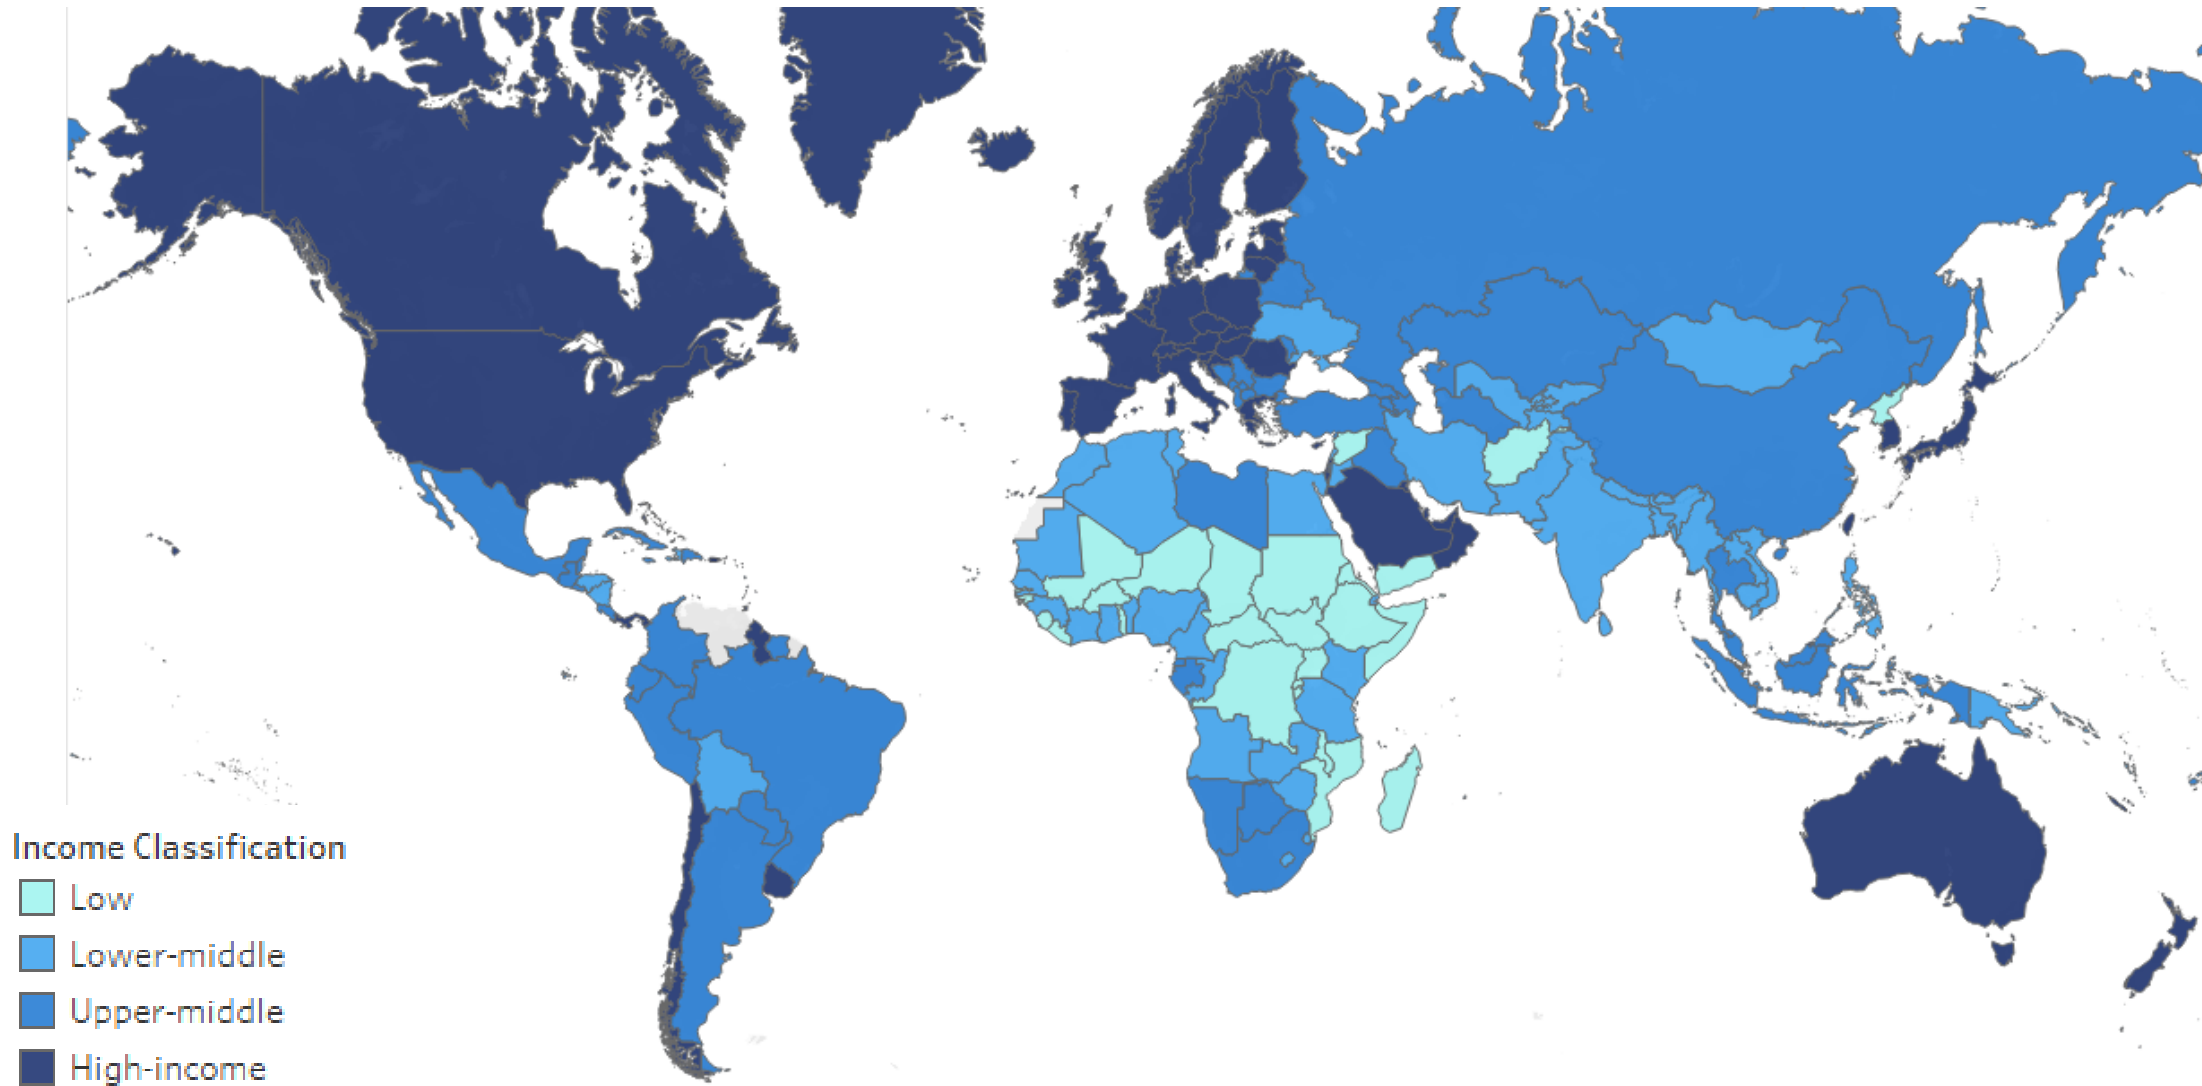 Income Classification
Low
Lower-middle
Upper-middle
High-income